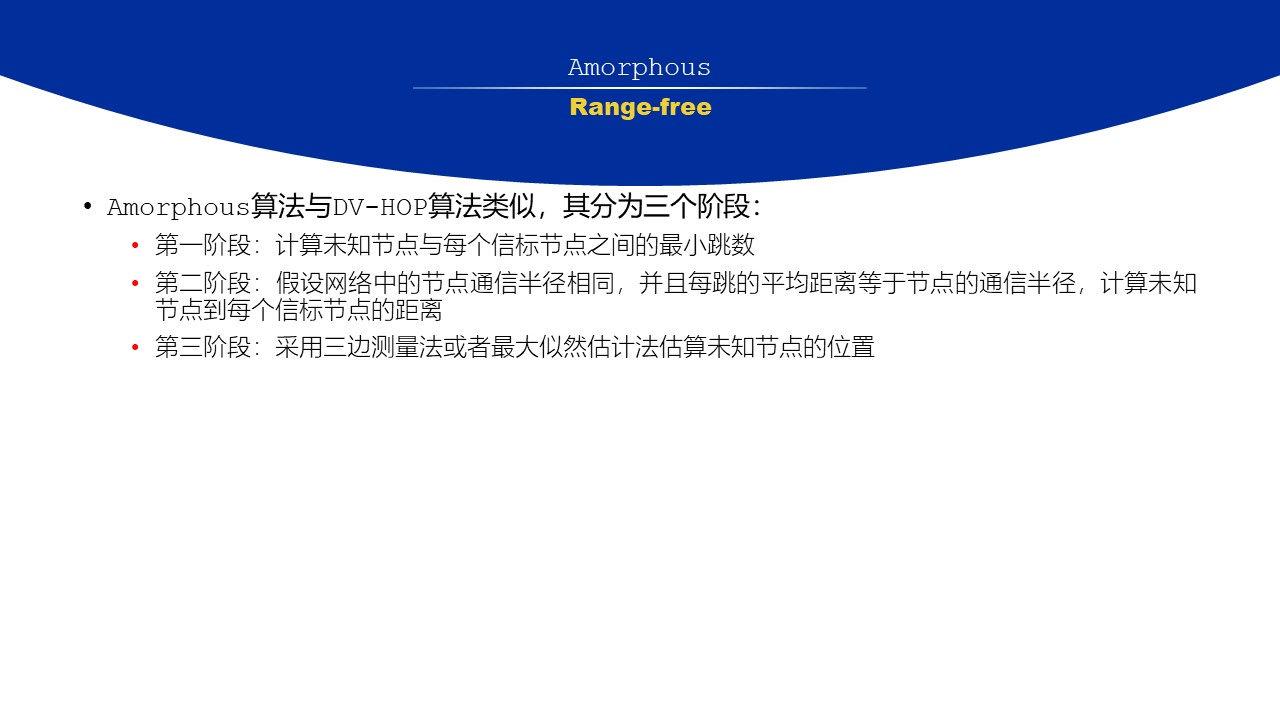 Amorphous
Range-free
• Amorphous算法与DV-HOP算法类似，其分为三个阶段：
• 第一阶段：计算未知节点与每个信标节点之间的最小跳数
• 第二阶段：假设网络中的节点通信半径相同，并且每跳的平均距离等于节点的通信半径，计算未知
节点到每个信标节点的距离
• 第三阶段：采用三边测量法或者最大似然估计法估算未知节点的位置